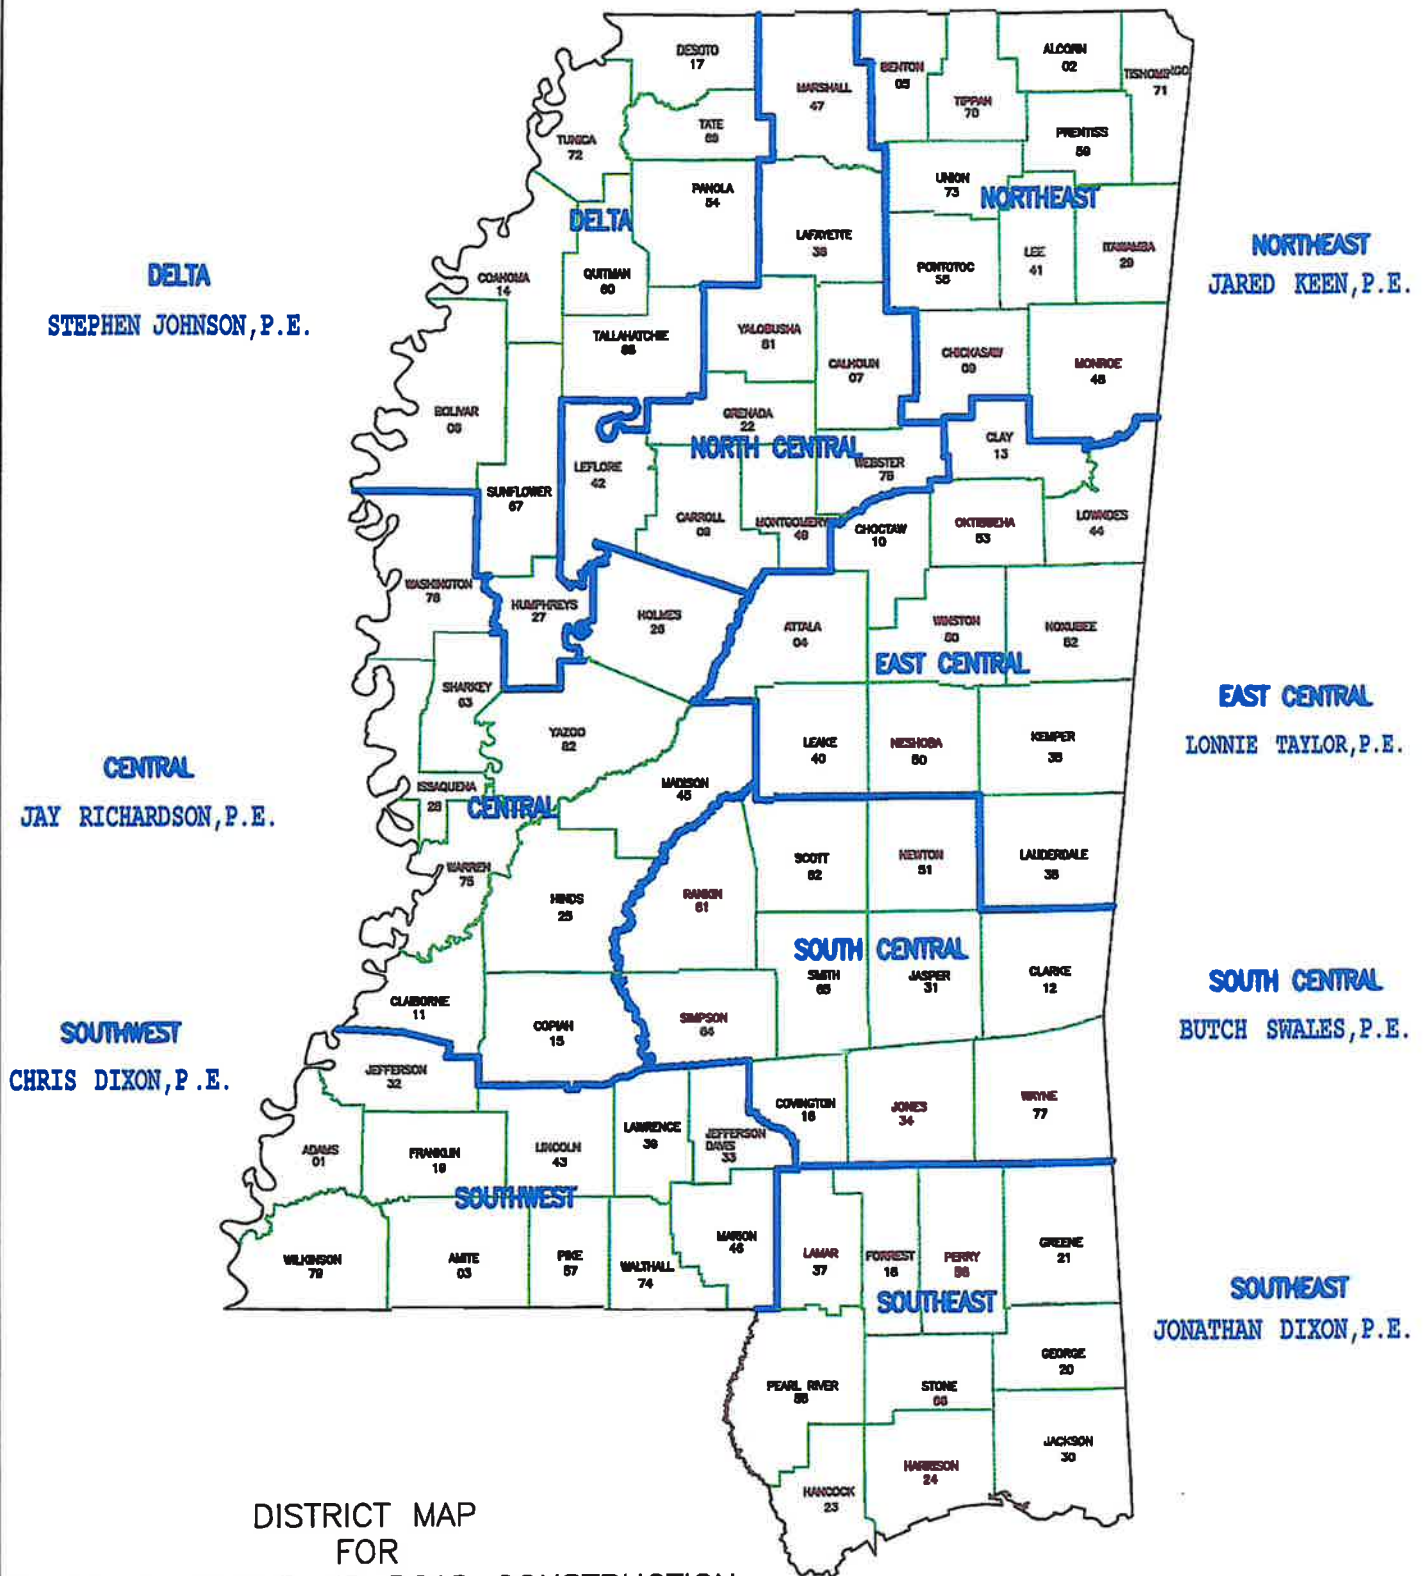 DESOTO
17
MARSHALL
47
BENTON
05
ALCORN
02
TISHOMINGO
71
TIPPAH
70
TATE
69
TUNICA
72
PRENTISS
59
PANOLA
54
UNION
73
NORTHEAST
DELTA
LAFAYETTE
36
LEE
41
ITAWAMBA
29
PONTOTOC
58
COAHOMA
14
QUITMAN
60
TALLAHATCHIE
YALOBUSHA
81
CALHOUN
07
CHICKASAW
09
MONROE
48
BOLIVAR
06
GRENADA
22
NORTH CENTRAL
CLAY
13
LEFLORE
42
WEBSTER
78
SUNFLOWER
67
CARROLL
08
MONTGOMERY
49
CHOCTAW
10
OKTIBBEHA
53
LOWNDES
44
WASHINGTON
76
HUMPHREYS
27
HOLMES
26
ATTALA
04
WINSTON
80
NOXUBEE
52
EAST CENTRAL
SHARKEY
63
YAZOO
82
LEAKE
40
NESHOBA
50
KEMPER
35
ISSAQUENA
28
MADISON
45
CENTRAL
WARREN
75
HINDS
25
RANKIN
61
SCOTT
62
NEWTON
51
LAUDERDALE
38
SOUTH CENTRAL
SMITH
65
JASPER
31
CLARKE
12
CLAIBORNE
11
COPIAH
15
SIMPSON
64
JEFFERSON
32
COVINGTON
16
JONES
34
WAYNE
77
ADAMS
01
FRANKLIN
19
LINCOLN
43
LAWRENCE
39
JEFFERSON
DAVIS
33
SOUTHWEST
WILKINSON
79
AMITE
03
PIKE
57
WALTHALL
74
MARION
46
LAMAR
37
FORREST
18
PERRY
56
GREENE
21
SOUTHEAST
GEORGE
20
PEARL RIVER
55
STONE
66
JACKSON
30
HARRISON
24
HANCOCK
23
DELTA
STEPHEN JOHNSON,P.E.
CENTRAL
JAY RICHARDSON,P.E.
SOUTHWEST
CHRIS DIXON,P.E.
NORTHEAST
JARED KEEN,P.E.
EAST CENTRAL
LONNIE TAYLOR,P.E.
SOUTH CENTRAL
BUTCH SWALES,P.E.
SOUTHEAST
JONATHAN DIXON,P.E.
DISTRICT MAP
FOR
ROAD CONSTRUCTION